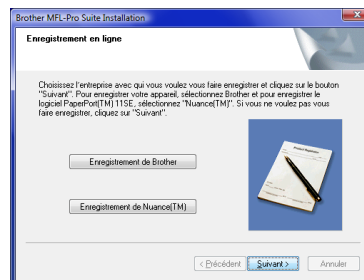 Brother MFL-Pro Suite Installation
Enregistrement en ligne
Choisissez l'entreprise avec qui vous voulez vous faire enregistrer et cliquez sur le bouton
"Suivant". Pour enregistrer votre appareil, sélectionnez Brother et pour enregistrer le
logiciel PaperPort(TM) 11SE, sélectionnez "Nuance(TM)". Si vous ne voulez pas vous
faire enregistrer, cliquez sur "Suivant".
Product Registration
Enregistrement de Brother
Enregistrement de Nuance(TM)
< Précédent
Suivant >
Annuler